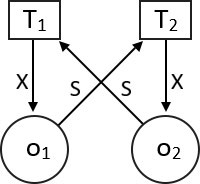 T₁ T₂
X S S X
o₁ o₂